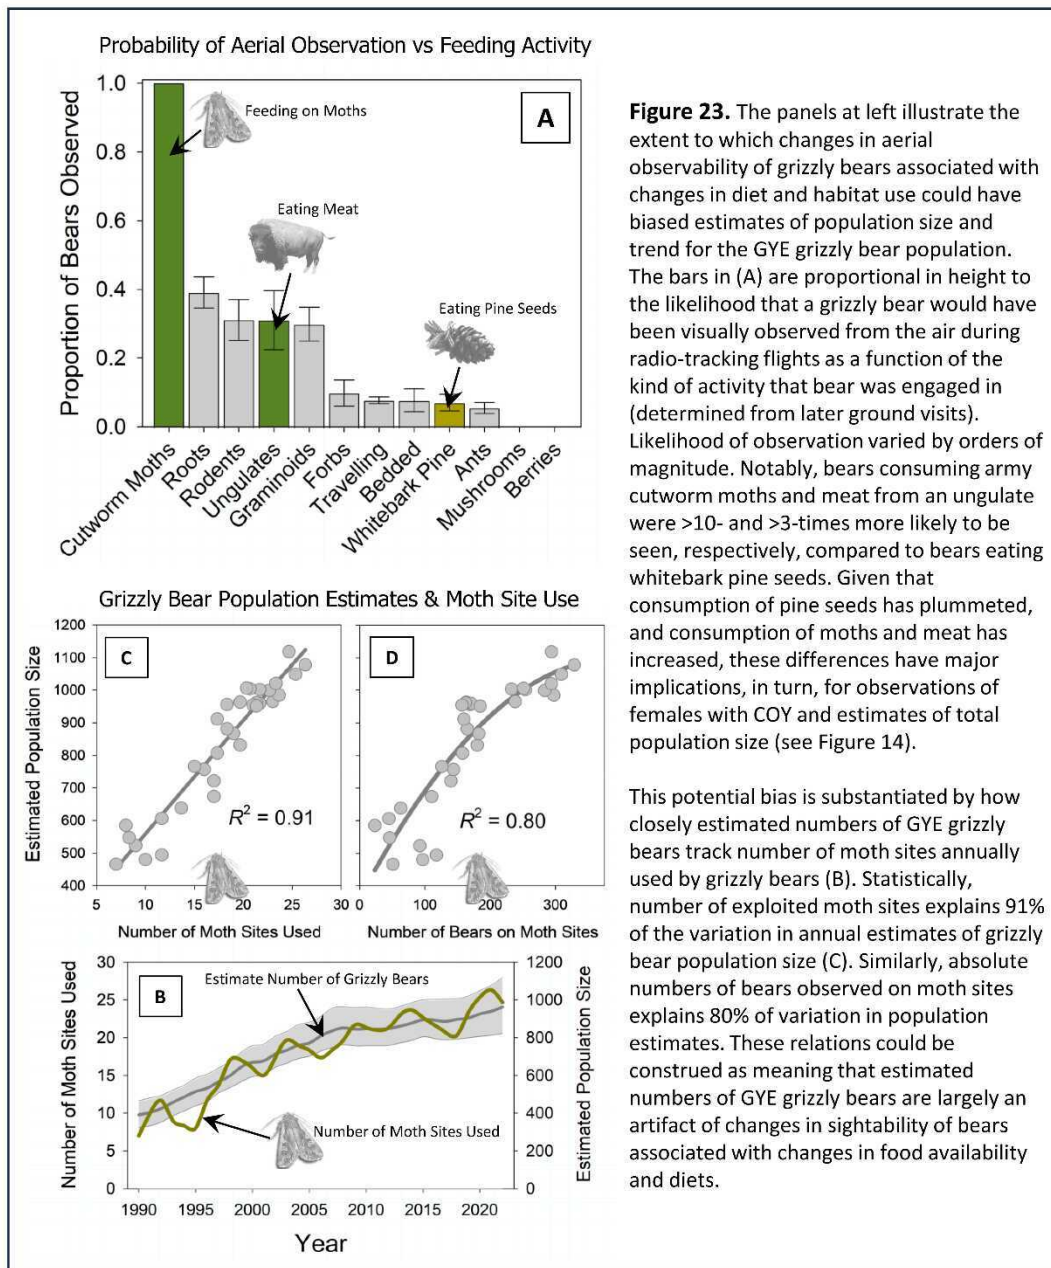 Probability of Aerial Observation vs Feeding Activity
Proportion of Bears Observed
1.0
0.8
0.6
0.4
0.2
0.0
A
Feeding on Moths
Eating Meat
Eating Pine Seeds
Cutworm Moths
Roots
Rodents
Ungulates
Graminoids
Forbs
Travelling
Bedded
Whitebark Pine
Ants
Mushrooms
Berries
Grizzly Bear Population Estimates & Moth Site Use
Estimated Population Size
1200
1100
1000
900
800
700
600
500
400
C
R² = 0.91
5 10 15 20 25 30
Number of Moth Sites Used
D
R² = 0.80
0 100 200 300
Number of Bears on Moth Sites
Number of Moth Sites Used
30
25
20
15
10
5
0
B
Estimate Number of Grizzly Bears
Number of Moth Sites Used
1200
1000
800
600
400
200
0
Estimated Population Size
1990 1995 2000 2005 2010 2015 2020
Year
Figure 23. The panels at left illustrate the
extent to which changes in aerial
observability of grizzly bears associated with
changes in diet and habitat use could have
biased estimates of population size and
trend for the GYE grizzly bear population.
The bars in (A) are proportional in height to
the likelihood that a grizzly bear would have
been visually observed from the air during
radio-tracking flights as a function of the
kind of activity that bear was engaged in
(determined from later ground visits).
Likelihood of observation varied by orders of
magnitude. Notably, bears consuming army
cutworm moths and meat from an ungulate
were >10- and >3-times more likely to be
seen, respectively, compared to bears eating
whitebark pine seeds. Given that
consumption of pine seeds has plummeted,
and consumption of moths and meat has
increased, these differences have major
implications, in turn, for observations of
females with COY and estimates of total
population size (see Figure 14).
This potential bias is substantiated by how
closely estimated numbers of GYE grizzly
bears track number of moth sites annually
used by grizzly bears (B). Statistically,
number of exploited moth sites explains 91%
of the variation in annual estimates of grizzly
bear population size (C). Similarly, absolute
numbers of bears observed on moth sites
explains 80% of variation in population
estimates. These relations could be
construed as meaning that estimated
numbers of GYE grizzly bears are largely an
artifact of changes in sightability of bears
associated with changes in food availability
and diets.